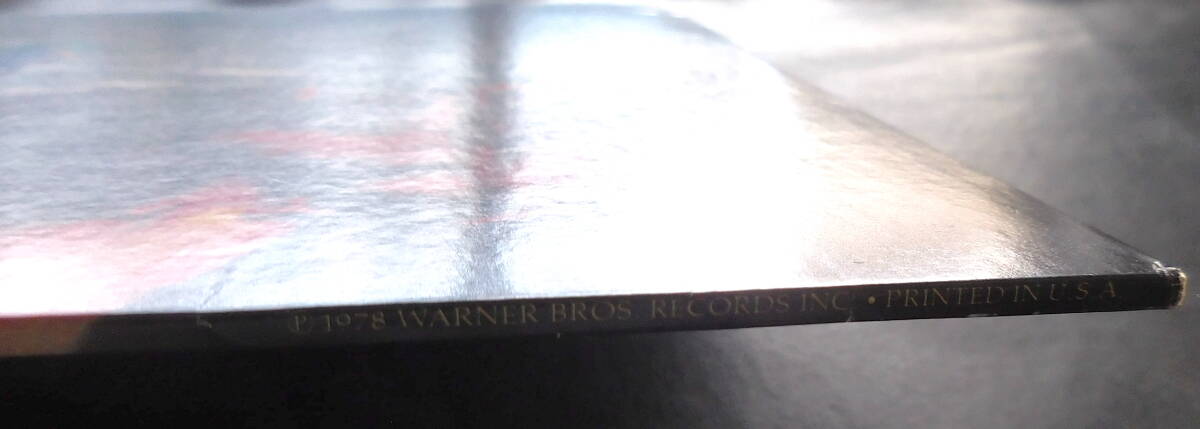 ℗ 1978 WARNER BROS RECORDS INC • PRINTED IN U.S.A